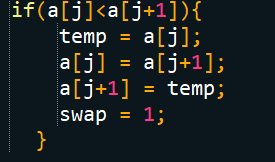 if(a[j]<a[j+1]){
temp = a[j];
a[j] = a[j+1];
a[j+1] = temp;
swap = 1;
}